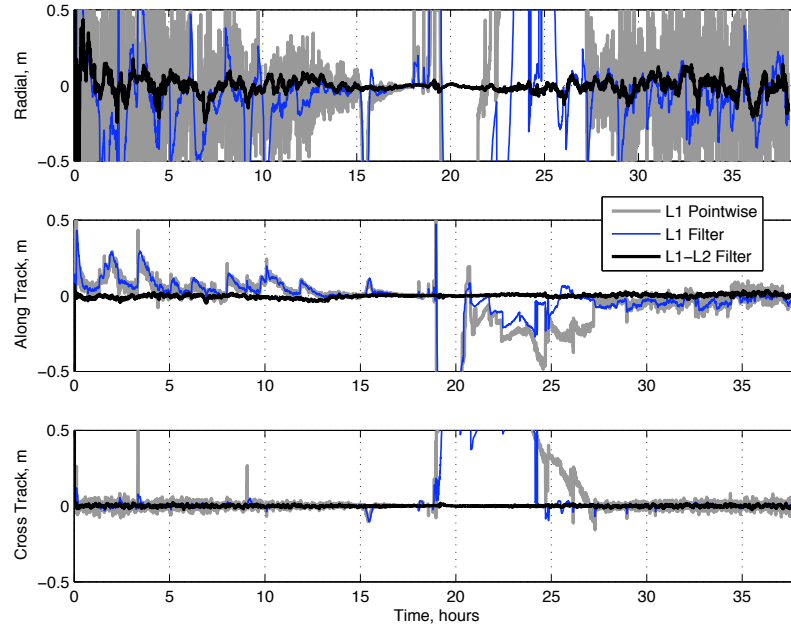 0.5
0
−0.5
Radial, m
0 5 10 15 20 25 30 35
L1 Pointwise
L1 Filter
L1−L2 Filter
0.5
0
−0.5
Along Track, m
0 5 10 15 20 25 30 35
0.5
0
−0.5
Cross Track, m
0 5 10 15 20 25 30 35
Time, hours